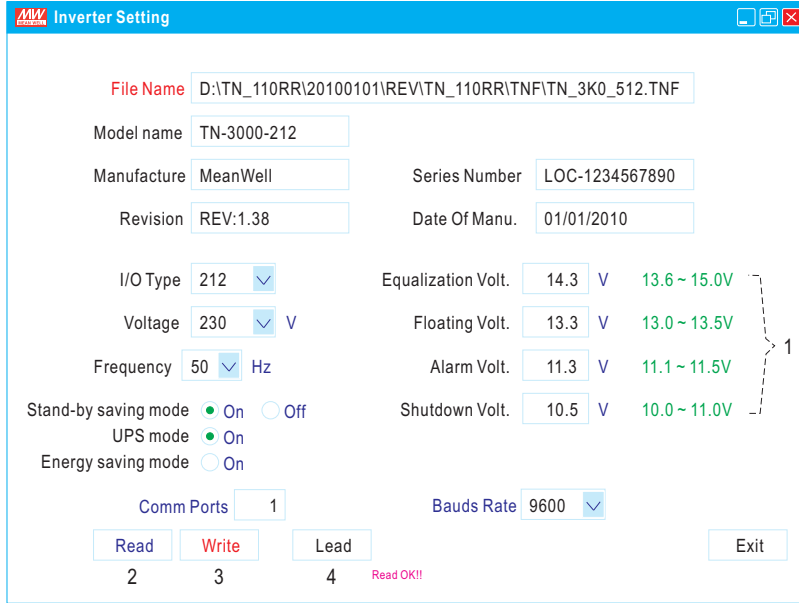 MW MEAN WELL Inverter Setting
File Name D:\TN_110RR\20100101\REV\TN_110RR\TNF\TN_3K0_512.TNF
Model name TN-3000-212
Manufacture MeanWell Series Number LOC-1234567890
Revision REV:1.38 Date Of Manu. 01/01/2010
I/O Type 212 Equalization Volt. 14.3 V 13.6 ~ 15.0V
Voltage 230 V Floating Volt. 13.3 V 13.0 ~ 13.5V
1
Frequency 50 Hz Alarm Volt. 11.3 V 11.1 ~ 11.5V
Stand-by saving mode On Off Shutdown Volt. 10.5 V 10.0 ~ 11.0V
UPS mode On
Energy saving mode On
Comm Ports 1 Bauds Rate 9600
Read Write Lead Exit
2 3 4 Read OK!!